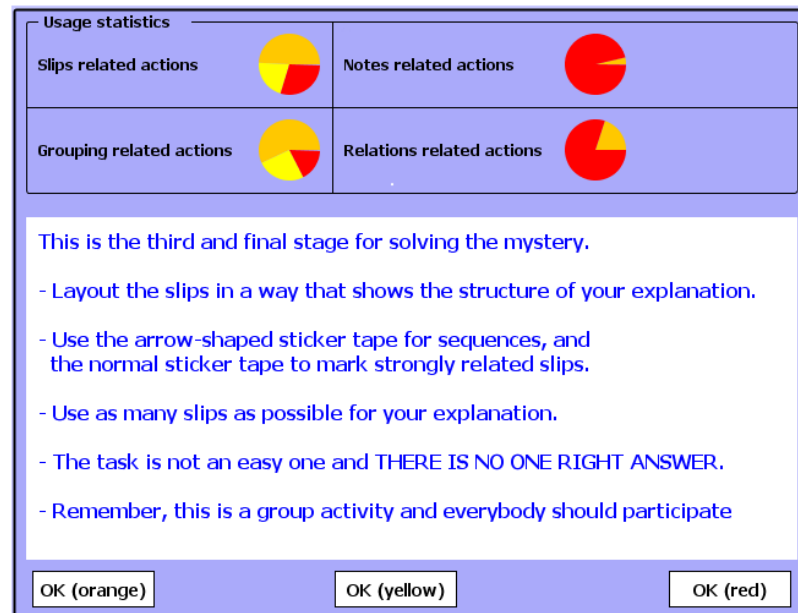 Usage statistics
Slips related actions
Notes related actions
Grouping related actions
Relations related actions
This is the third and final stage for solving the mystery.
- Layout the slips in a way that shows the structure of your explanation.
- Use the arrow-shaped sticker tape for sequences, and
the normal sticker tape to mark strongly related slips.
- Use as many slips as possible for your explanation.
- The task is not an easy one and THERE IS NO ONE RIGHT ANSWER.
- Remember, this is a group activity and everybody should participate
OK (orange)
OK (yellow)
OK (red)